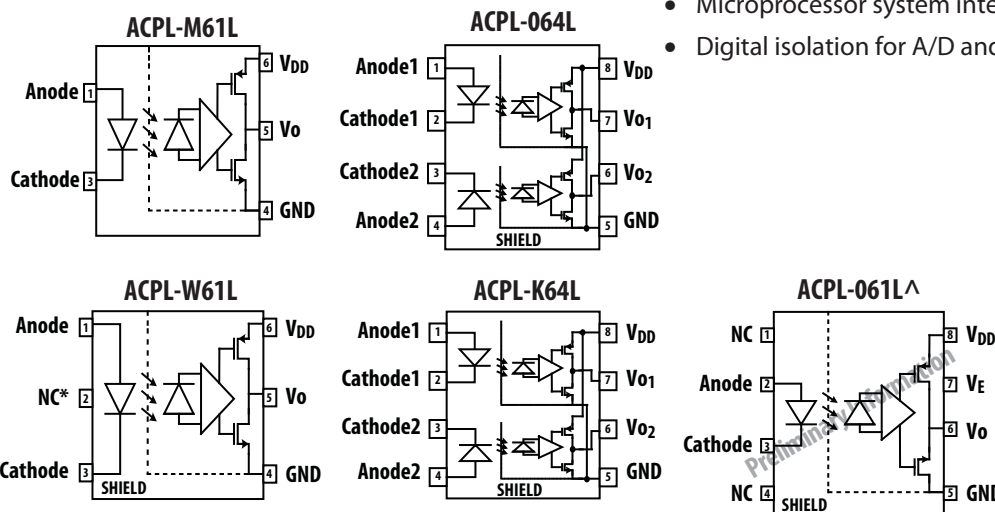 • Microprocessor system
• Digital isolation for A/D
ACPL-M61L
Anode 1
Cathode 3
6 VDD
5 Vo
4 GND
ACPL-064L
Anode1 1
Cathode1 2
Cathode2 3
Anode2 4
8 VDD
7 Vo1
6 Vo2
5 GND
SHIELD
ACPL-W61L
Anode 1
NC* 2
Cathode 3
6 VDD
5 Vo
4 GND
SHIELD
ACPL-K64L
Anode1 1
Cathode1 2
Cathode2 3
Anode2 4
8 VDD
7 Vo1
6 Vo2
5 GND
SHIELD
ACPL-061L^
NC 1
Anode 2
Cathode 3
NC 4
8 VDD
7 VE
6 Vo
5 GND
SHIELD
Preliminary Information